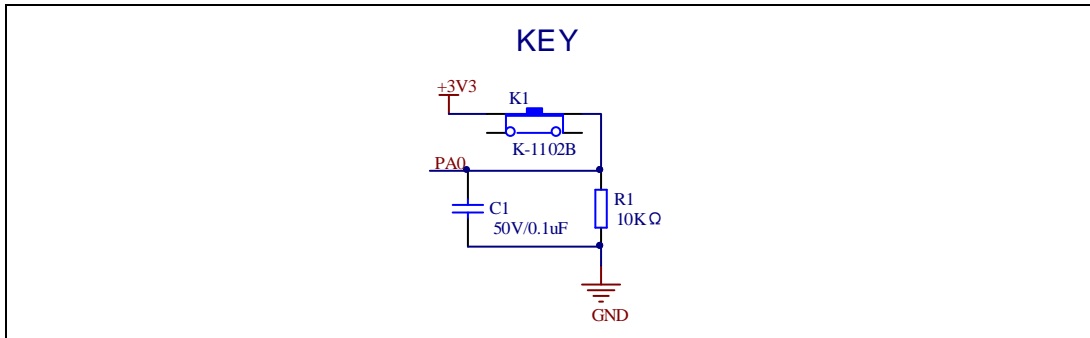 KEY
+3V3
K1
K-1102B
PA0
C1
50V/0.1uF
R1
10KΩ
GND